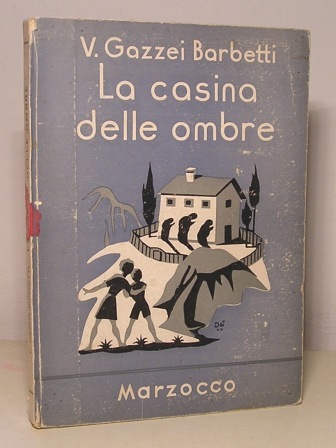 V. Gazzei Barbetti
La casina
delle ombre
Marzocco